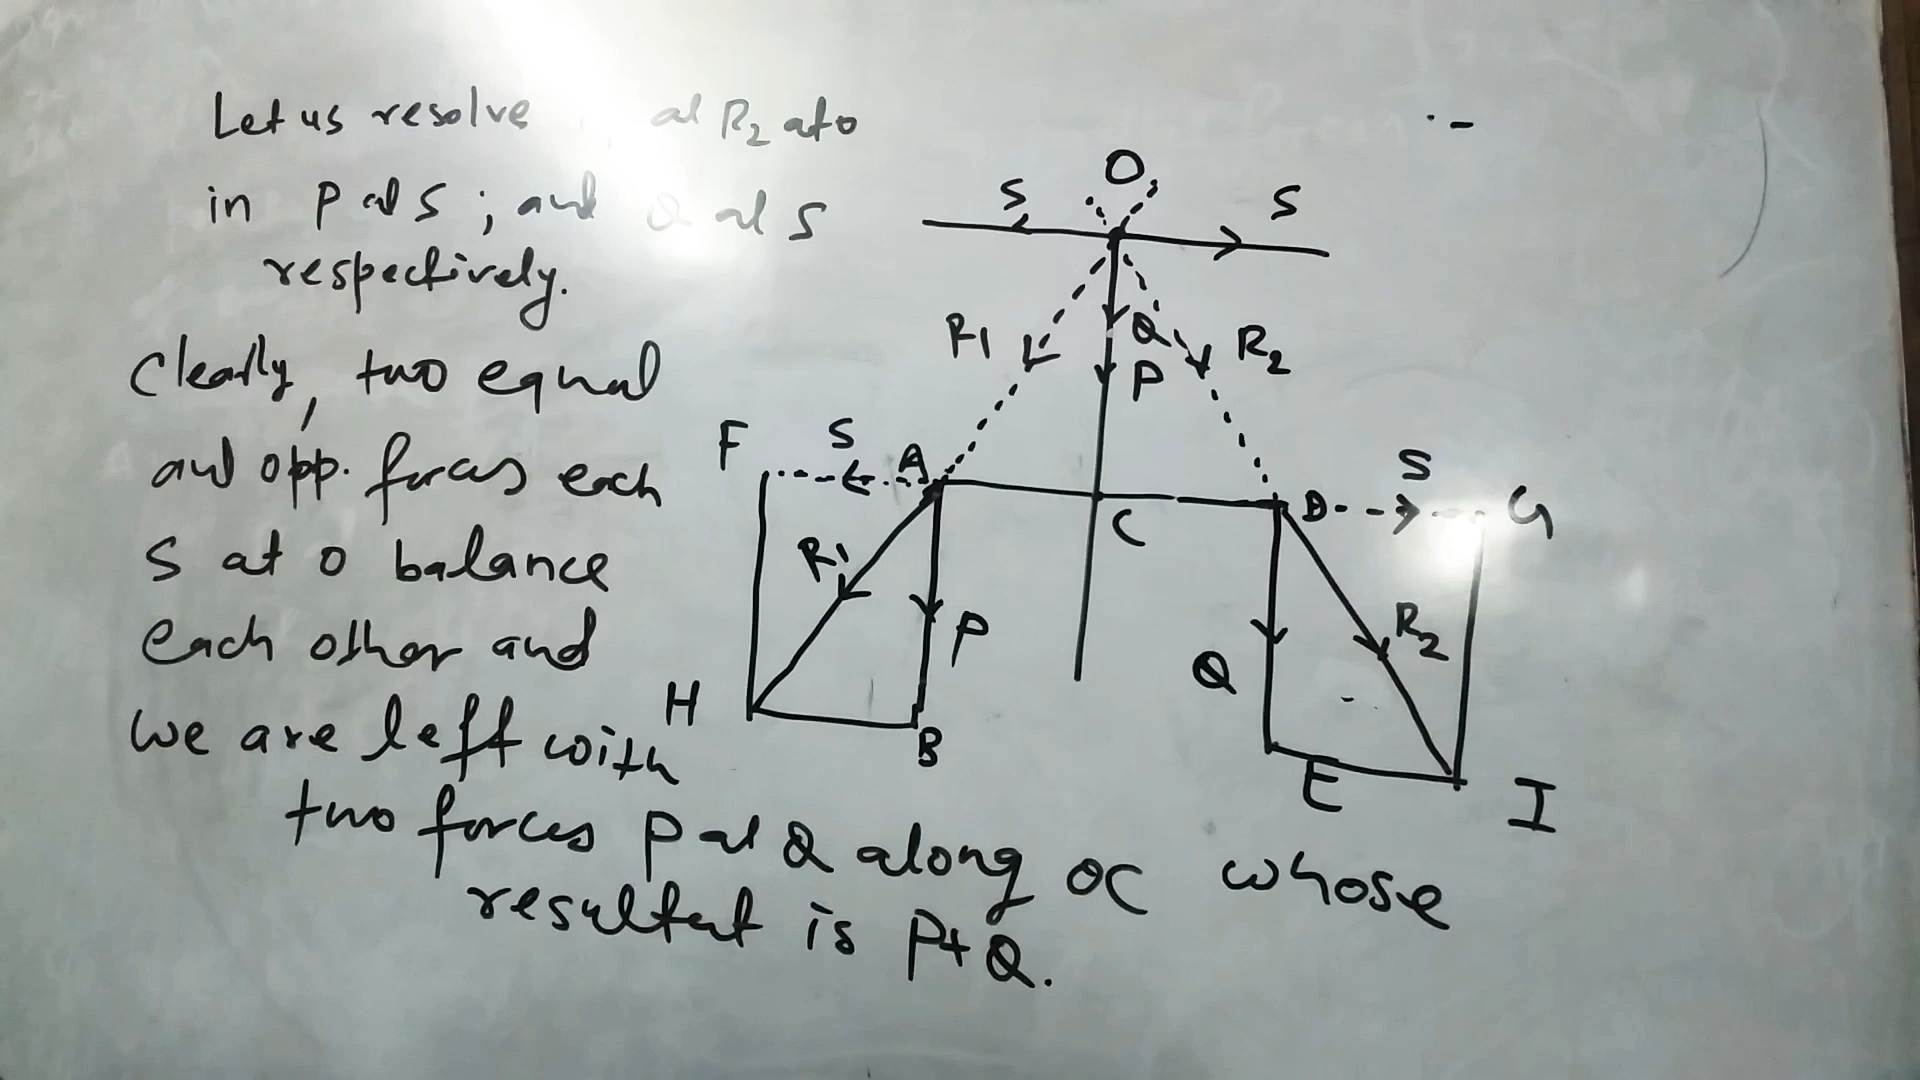 Let us resolve al R2 ato
in P al S ; and Q al S
respectively.
Clearly, two equal
and opp. forces each
S at O balance
each other and
we are left with
two forces P al Q along OC whose
resultat is P+Q.
O
S S
R1 Q R2
P
F S A C D S G
R1 P Q R2
H B E I